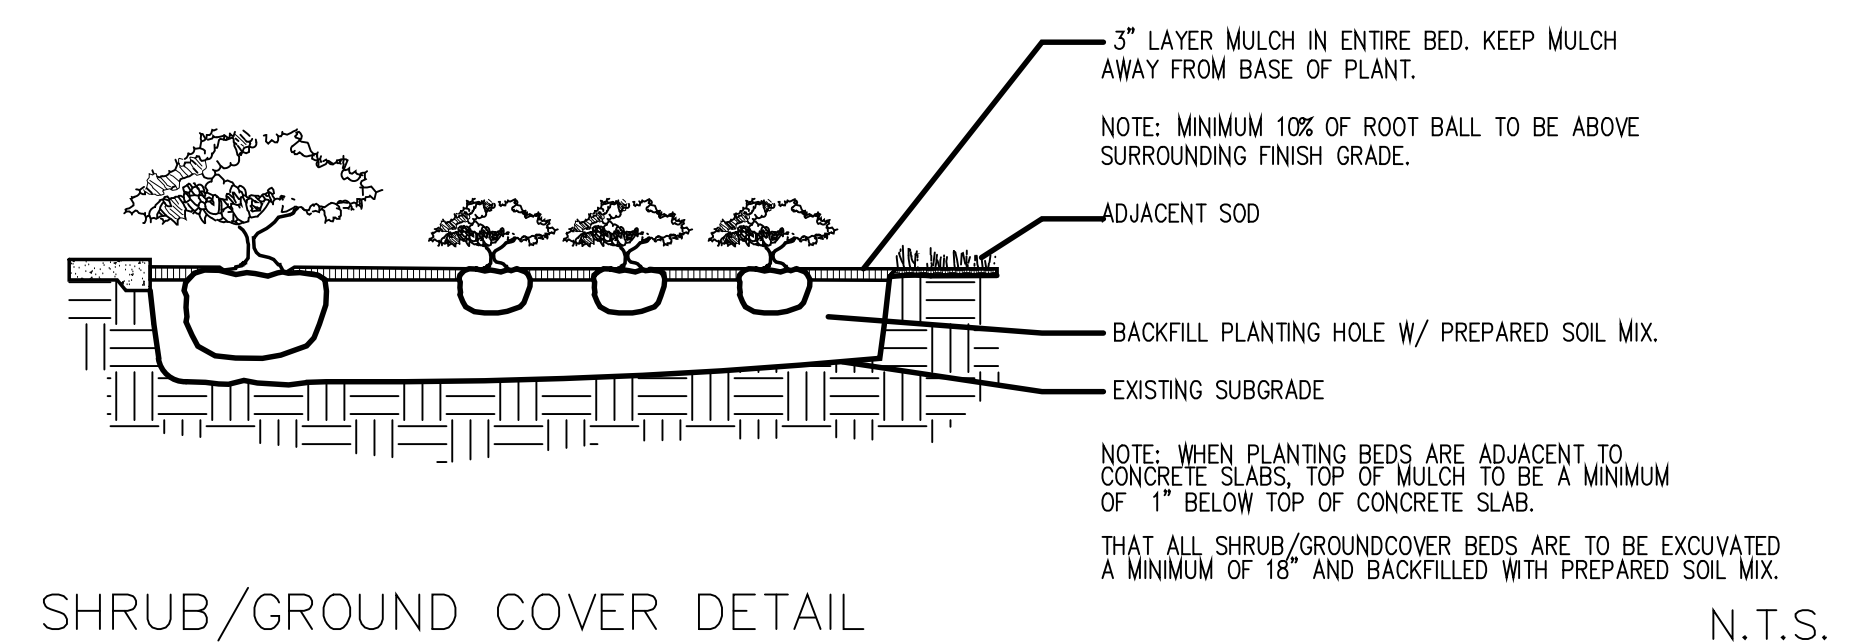 3” LAYER MULCH IN ENTIRE BED. KEEP MULCH
AWAY FROM BASE OF PLANT.
NOTE: MINIMUM 10% OF ROOT BALL TO BE ABOVE
SURROUNDING FINISH GRADE.
ADJACENT SOD
BACKFILL PLANTING HOLE W/ PREPARED SOIL MIX.
EXISTING SUBGRADE
NOTE: WHEN PLANTING BEDS ARE ADJACENT TO
CONCRETE SLABS, TOP OF MULCH TO BE A MINIMUM
OF 1” BELOW TOP OF CONCRETE SLAB.
THAT ALL SHRUB/GROUNDCOVER BEDS ARE TO BE EXCUVATED
A MINIMUM OF 18” AND BACKFILLED WITH PREPARED SOIL MIX.
SHRUB/GROUND COVER DETAIL
N.T.S.